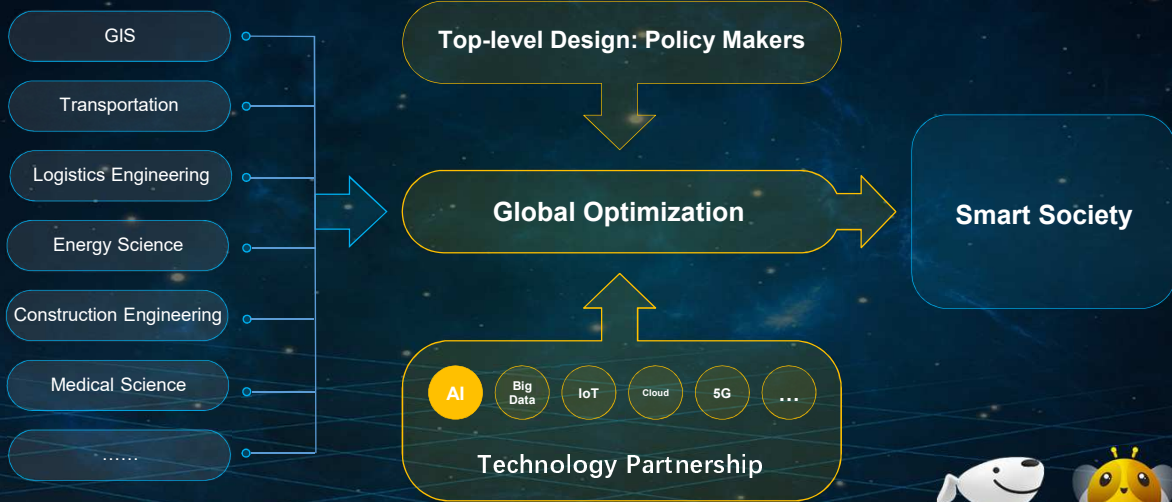 GIS
Transportation
Logistics Engineering
Energy Science
Construction Engineering
Medical Science
……
Top-level Design: Policy Makers
Global Optimization
Smart Society
AI
Big
Data
IoT
Cloud
5G
...
Technology Partnership